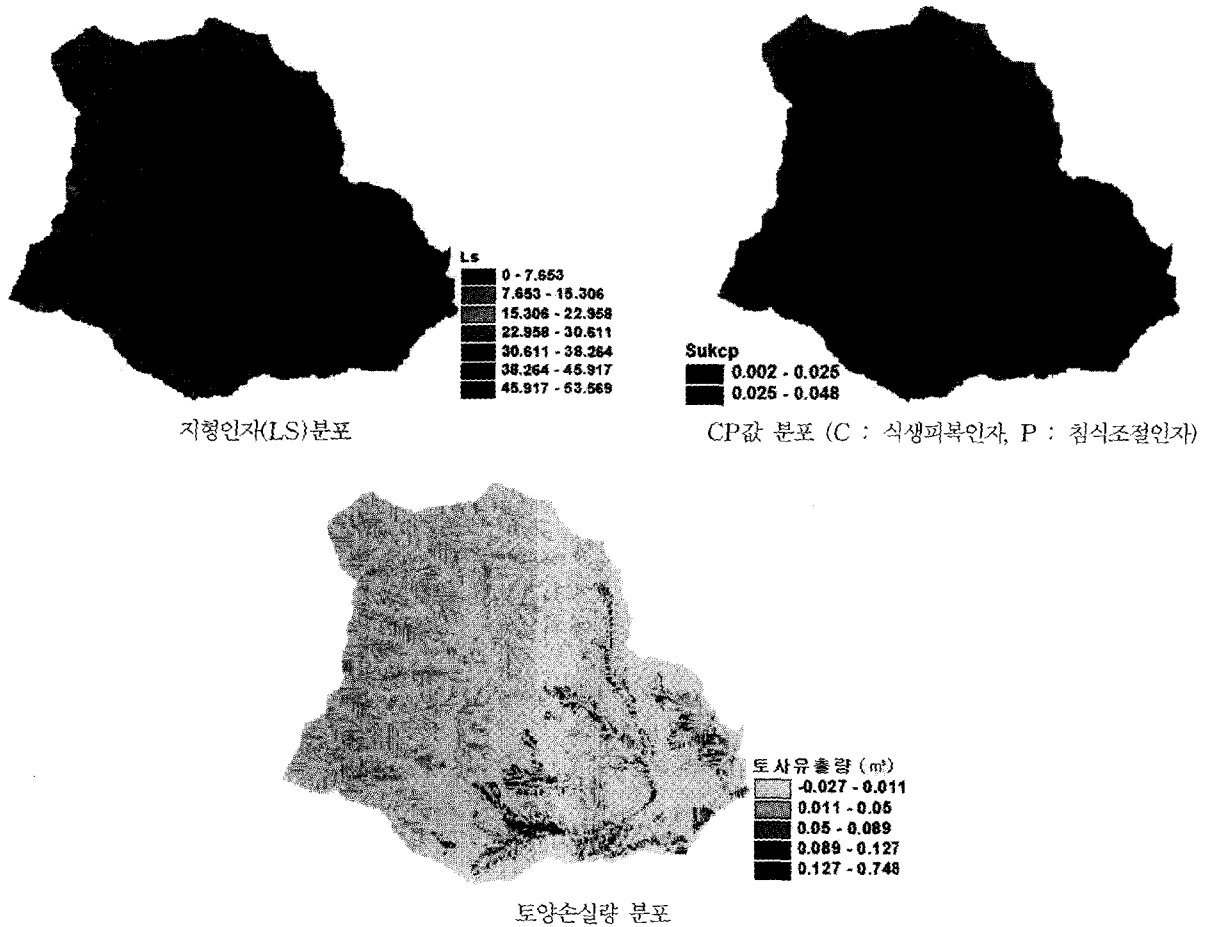 Ls
0 - 7.653
7.653 - 15.306
15.306 - 22.958
22.958 - 30.611
30.611 - 38.264
38.264 - 45.917
45.917 - 53.569
지형인자(LS)분포
Sukcp
0.002 - 0.025
0.025 - 0.048
CP값 분포 (C : 식생피복인자, P : 침식조절인자)
토사유출량 (㎥)
-0.027 - 0.011
0.011 - 0.05
0.05 - 0.089
0.089 - 0.127
0.127 - 0.748
토양손실량 분포